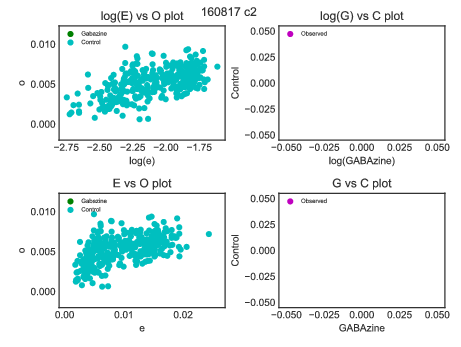 160817 c2
log(E) vs O plot
log(G) vs C plot
0.010
0.005
0.000
o
Gabazine
Control
−2.75 −2.50 −2.25 −2.00 −1.75
log(e)
0.050
0.025
0.000
−0.025
−0.050
Control
Observed
−0.050 −0.025 0.000 0.025 0.050
log(GABAzine)
E vs O plot
G vs C plot
0.010
0.005
0.000
o
Gabazine
Control
0.00 0.01 0.02
e
0.050
0.025
0.000
−0.025
−0.050
Control
Observed
−0.050 −0.025 0.000 0.025 0.050
GABAzine